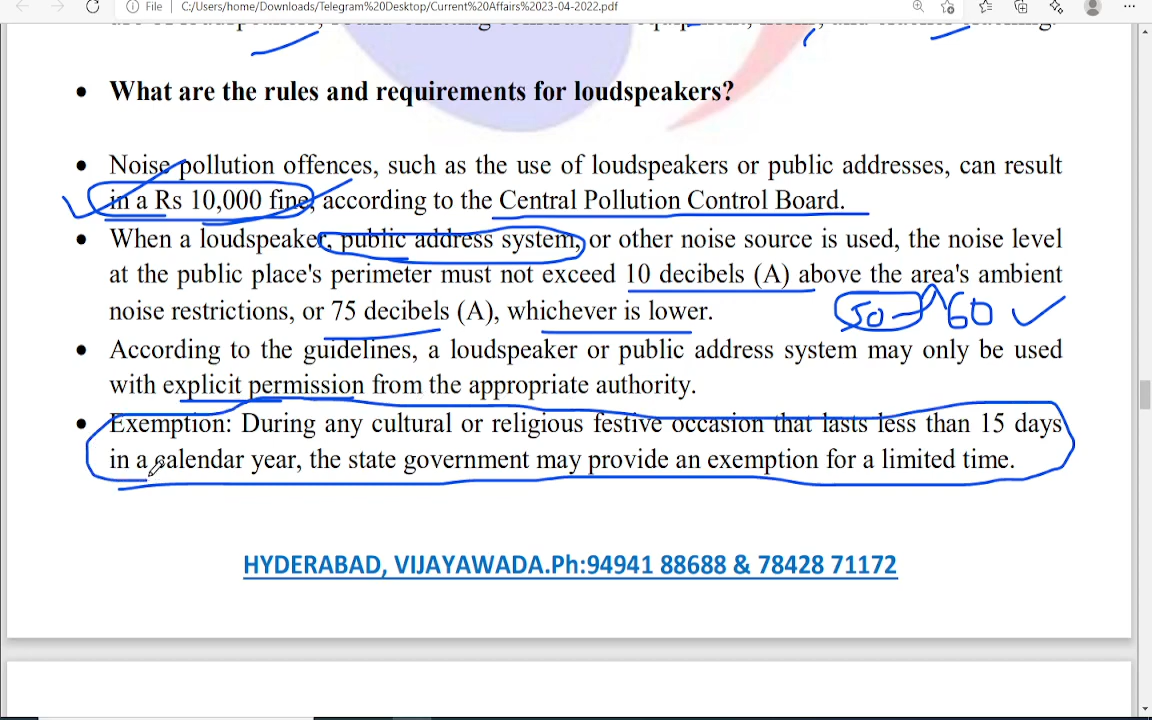 File | C:/Users/home/Downloads/Telegram%20Desktop/Current%20Affairs%2023-04-2022.pdf
• What are the rules and requirements for loudspeakers?
• Noise pollution offences, such as the use of loudspeakers or public addresses, can result
in a Rs 10,000 fine, according to the Central Pollution Control Board.
• When a loudspeaker, public address system, or other noise source is used, the noise level
at the public place's perimeter must not exceed 10 decibels (A) above the area's ambient
noise restrictions, or 75 decibels (A), whichever is lower.
50 → 60
• According to the guidelines, a loudspeaker or public address system may only be used
with explicit permission from the appropriate authority.
• Exemption: During any cultural or religious festive occasion that lasts less than 15 days
in a calendar year, the state government may provide an exemption for a limited time.
HYDERABAD, VIJAYAWADA.Ph:94941 88688 & 78428 71172